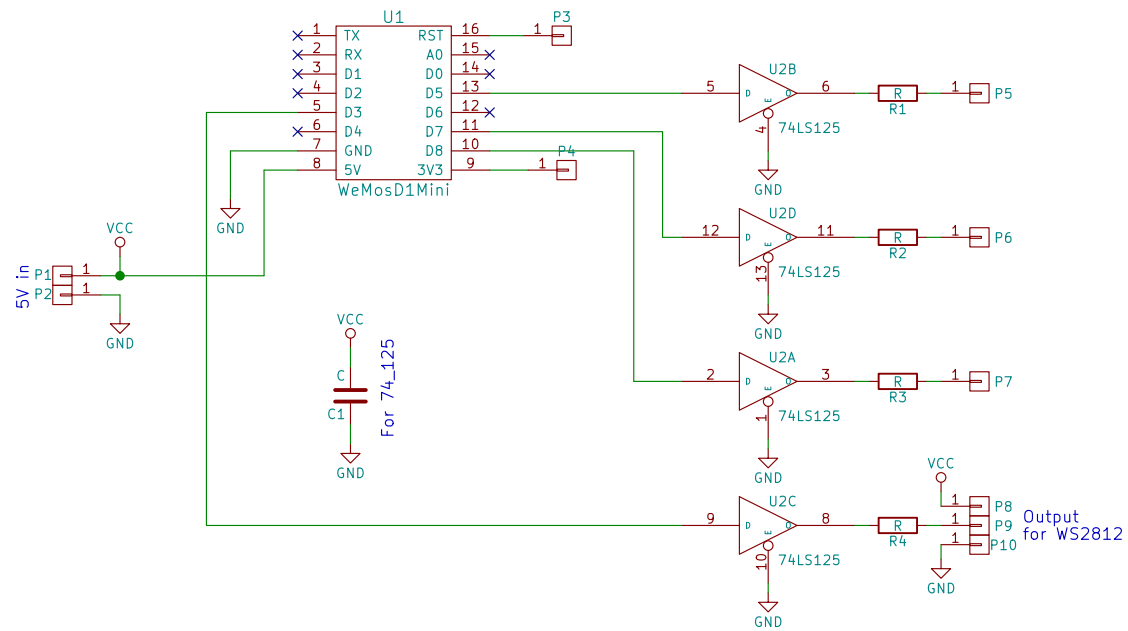 U1
1 TX RST 16
2 RX A0 15
3 D1 D0 14
4 D2 D5 13
5 D3 D6 12
6 D4 D7 11
7 GND D8 10
8 5V 3V3 9
WeMosD1Mini
1 P3
1 P4
GND
VCC
5V in
P1 1
P2 1
GND
VCC
C
C1
GND
For 74_125
U2B
5 D E O 6
4
74LS125
GND
R
R1
1 P5
U2D
12 D E O 11
13
74LS125
GND
R
R2
1 P6
U2A
2 D E O 3
1
74LS125
GND
R
R3
1 P7
U2C
9 D E O 8
10
74LS125
GND
R
R4
VCC
1 P8
1 P9
1 P10
GND
Output
for WS2812